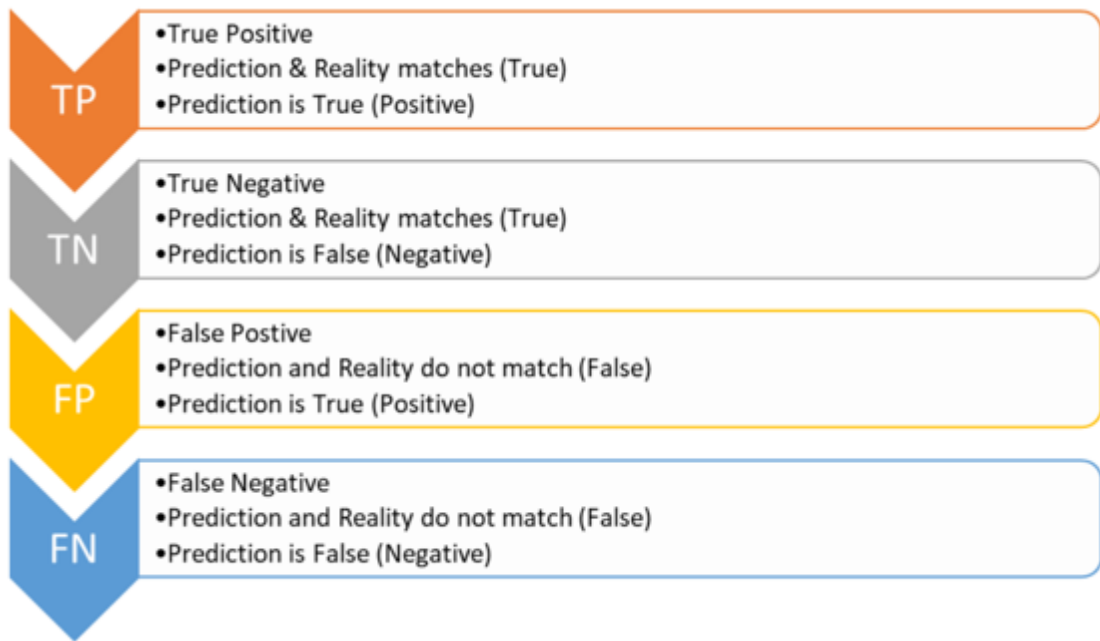 TP
•True Positive
•Prediction & Reality matches (True)
•Prediction is True (Positive)
TN
•True Negative
•Prediction & Reality matches (True)
•Prediction is False (Negative)
FP
•False Postive
•Prediction and Reality do not match (False)
•Prediction is True (Positive)
FN
•False Negative
•Prediction and Reality do not match (False)
•Prediction is False (Negative)